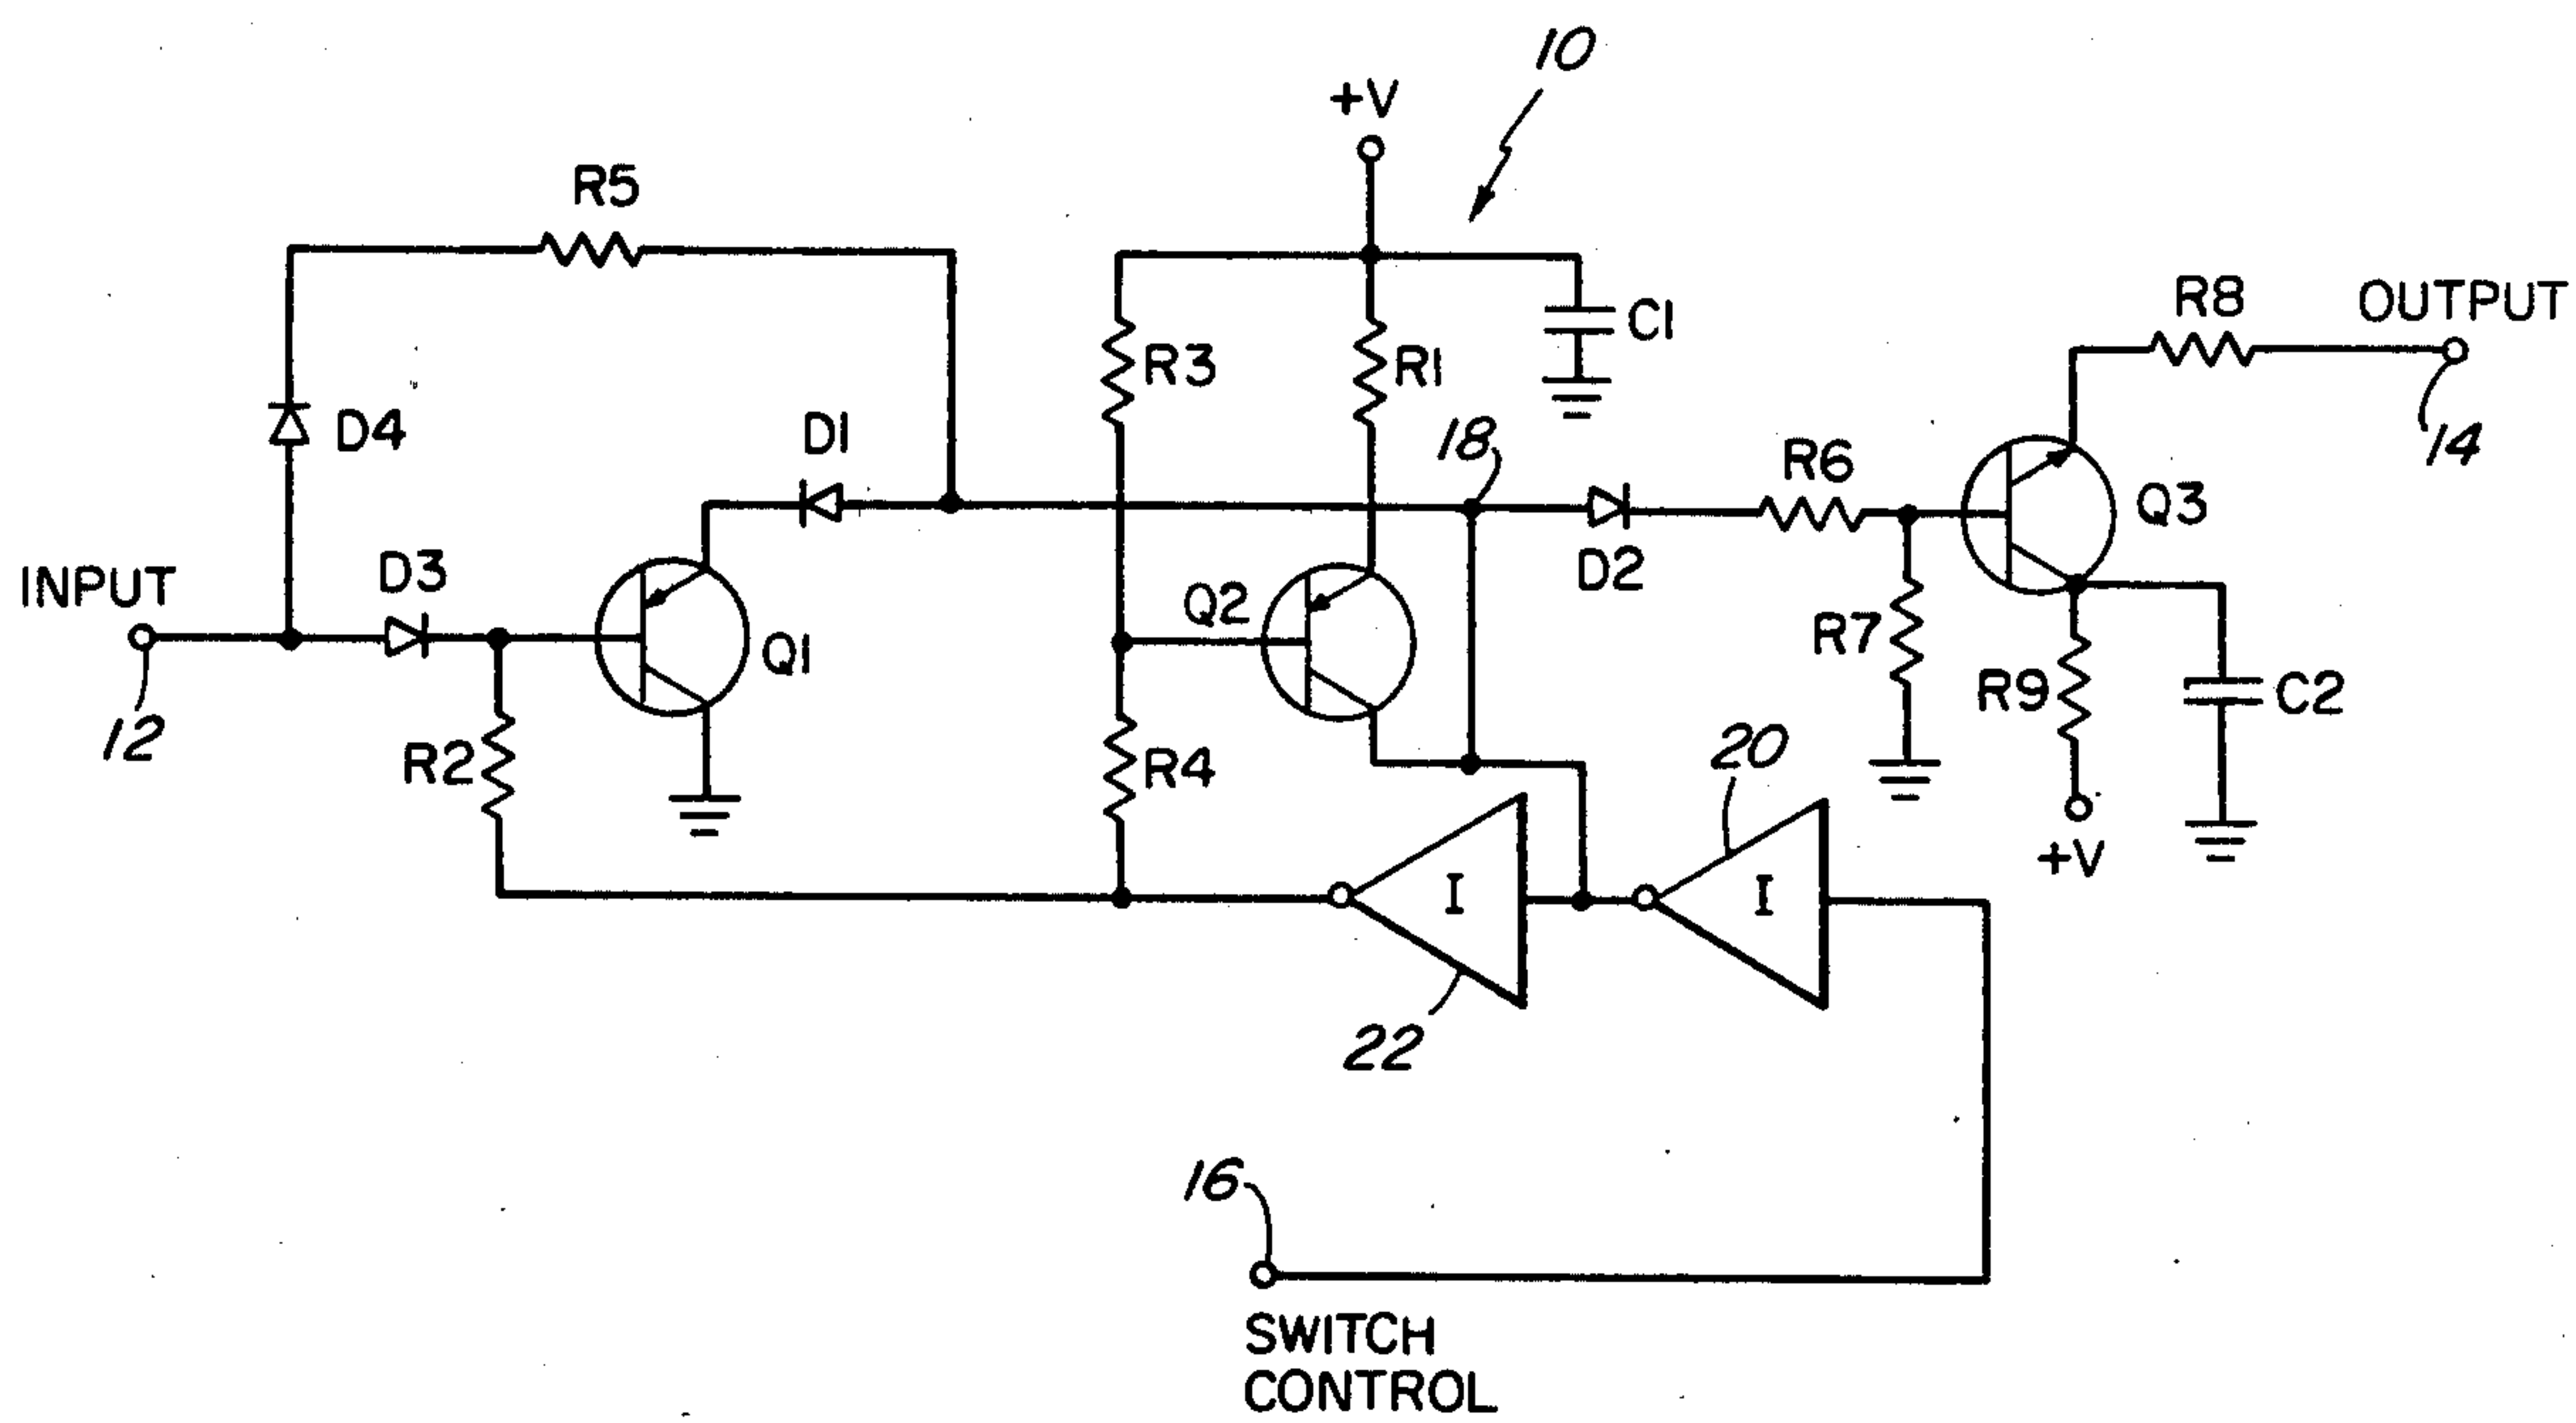 10
+V
R5
R8
OUTPUT
C1
R3
R1
D4
D1
18
R6
14
Q3
D3
INPUT
D2
Q2
R7
Q1
R9
C2
12
R2
R4
20
+V
I
I
22
16
SWITCH
CONTROL